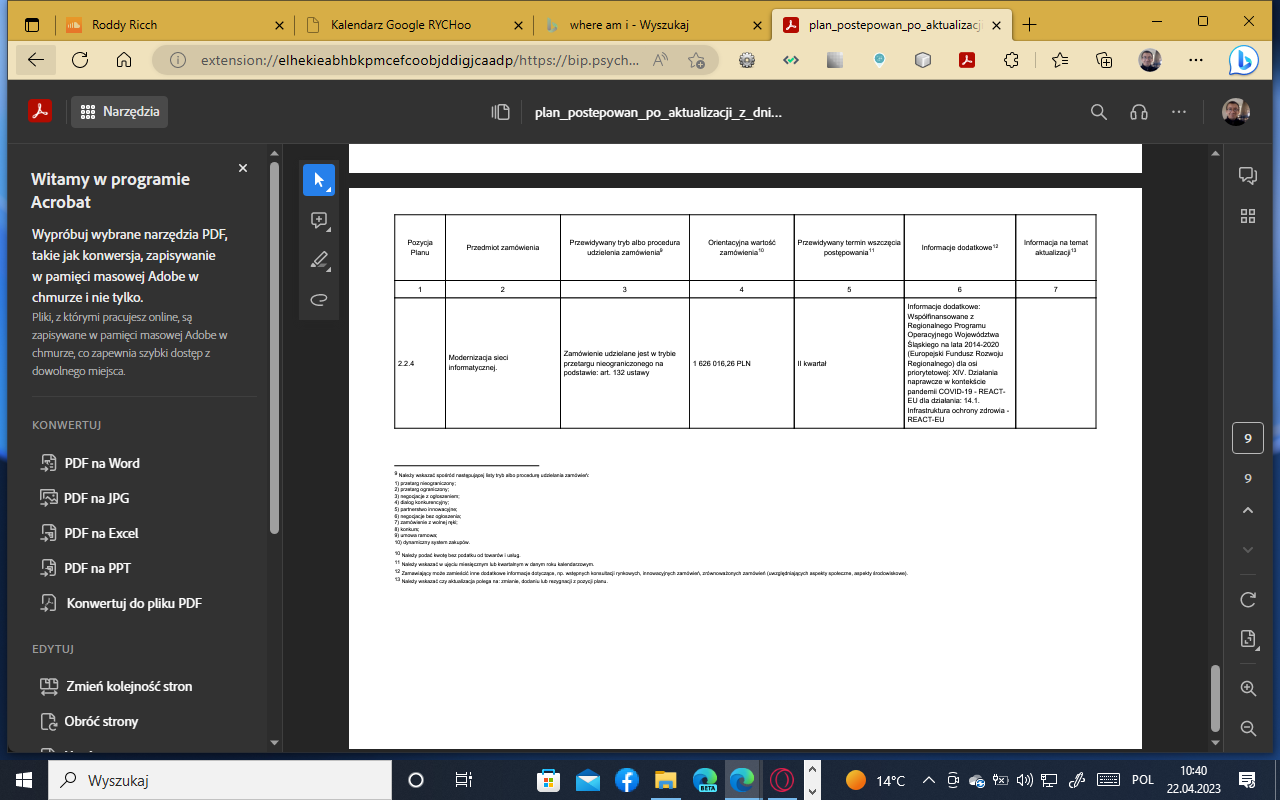 Roddy Ricch
Kalendarz Google RYCHoo
where am i - Wyszukaj
plan_postepowan_po_aktualizacji
extension://elhekieabhbkpmcefcoobjddigjcaadp/https://bip.psych...
Narzędzia
plan_postepowan_po_aktualizacji_z_dni...
Witamy w programie
Acrobat
Wypróbuj wybrane narzędzia PDF,
takie jak konwersja, zapisywanie
w pamięci masowej Adobe w
chmurze i nie tylko.
Pliki, z którymi pracujesz online, są
zapisywane w pamięci masowej Adobe w
chmurze, co zapewnia szybki dostęp z
dowolnego miejsca.
KONWERTUJ
PDF na Word
PDF na JPG
PDF na Excel
PDF na PPT
Konwertuj do pliku PDF
EDYTUJ
Zmień kolejność stron
Obróć strony
Pozycja
Planu
Przedmiot zamówienia
Przewidywany tryb albo procedura
udzielenia zamówienia9
Orientacyjna wartość
zamówienia10
Przewidywany termin wszczęcia
postępowania11
Informacje dodatkowe12
Informacja na temat
aktualizacji13
1 2 3 4 5 6 7
2.2.4
Modernizacja sieci
informatycznej.
Zamówienie udzielane jest w trybie
przetargu nieograniczonego na
podstawie: art. 132 ustawy
1 626 016,26 PLN
II kwartał
Informacje dodatkowe:
Współfinansowane z
Regionalnego Programu
Operacyjnego Województwa
Śląskiego na lata 2014-2020
(Europejski Fundusz Rozwoju
Regionalnego) dla osi
priorytetowej: XIV. Działania
naprawcze w kontekście
pandemii COVID-19 - REACT-
EU dla działania: 14.1.
Infrastruktura ochrony zdrowia -
REACT-EU
9 Należy wskazać spośród następującej listy tryb albo procedurę udzielania zamówień:
1) przetarg nieograniczony;
2) przetarg ograniczony;
3) negocjacje z ogłoszeniem;
4) dialog konkurencyjny;
5) partnerstwo innowacyjne;
6) negocjacje bez ogłoszenia;
7) zamówienie z wolnej ręki;
8) konkurs;
9) umowa ramowa;
10) dynamiczny system zakupów.
10 Należy podać kwotę bez podatku od towarów i usług.
11 Należy wskazać w ujęciu miesięcznym lub kwartalnym w danym roku kalendarzowym.
12 Zamawiający może zamieścić inne dodatkowe informacje dotyczące, np. wstępnych konsultacji rynkowych, innowacyjnych zamówień, zrównoważonych zamówień (uwzględniających aspekty społeczne, aspekty środowiskowe).
13 Należy wskazać czy aktualizacja polega na: zmianie, dodaniu lub rezygnacji z pozycji planu.
9
9
Wyszukaj
BETA
14°C
POL
10:40
22.04.2023